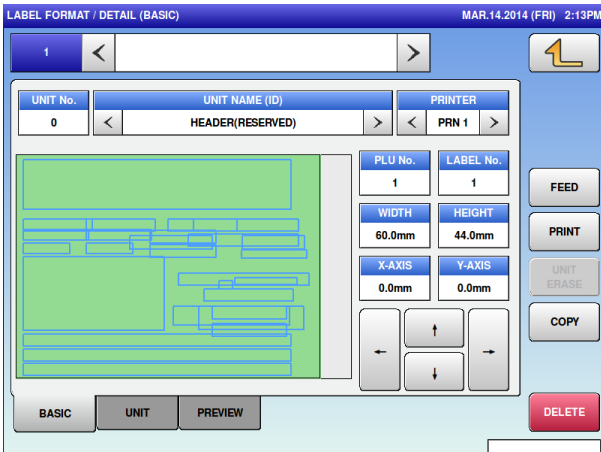 LABEL FORMAT / DETAIL (BASIC) MAR.14.2014 (FRI) 2:13PM
1
UNIT No. UNIT NAME (ID) PRINTER
0 HEADER(RESERVED) PRN 1
PLU No. LABEL No.
1 1
WIDTH HEIGHT
60.0mm 44.0mm
X-AXIS Y-AXIS
0.0mm 0.0mm
FEED
PRINT
UNIT
ERASE
COPY
BASIC UNIT PREVIEW
DELETE